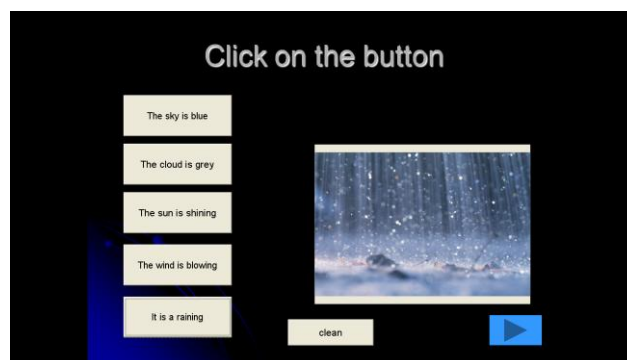 Click on the button
The sky is blue
The cloud is grey
The sun is shining
The wind is blowing
It is a raining
clean